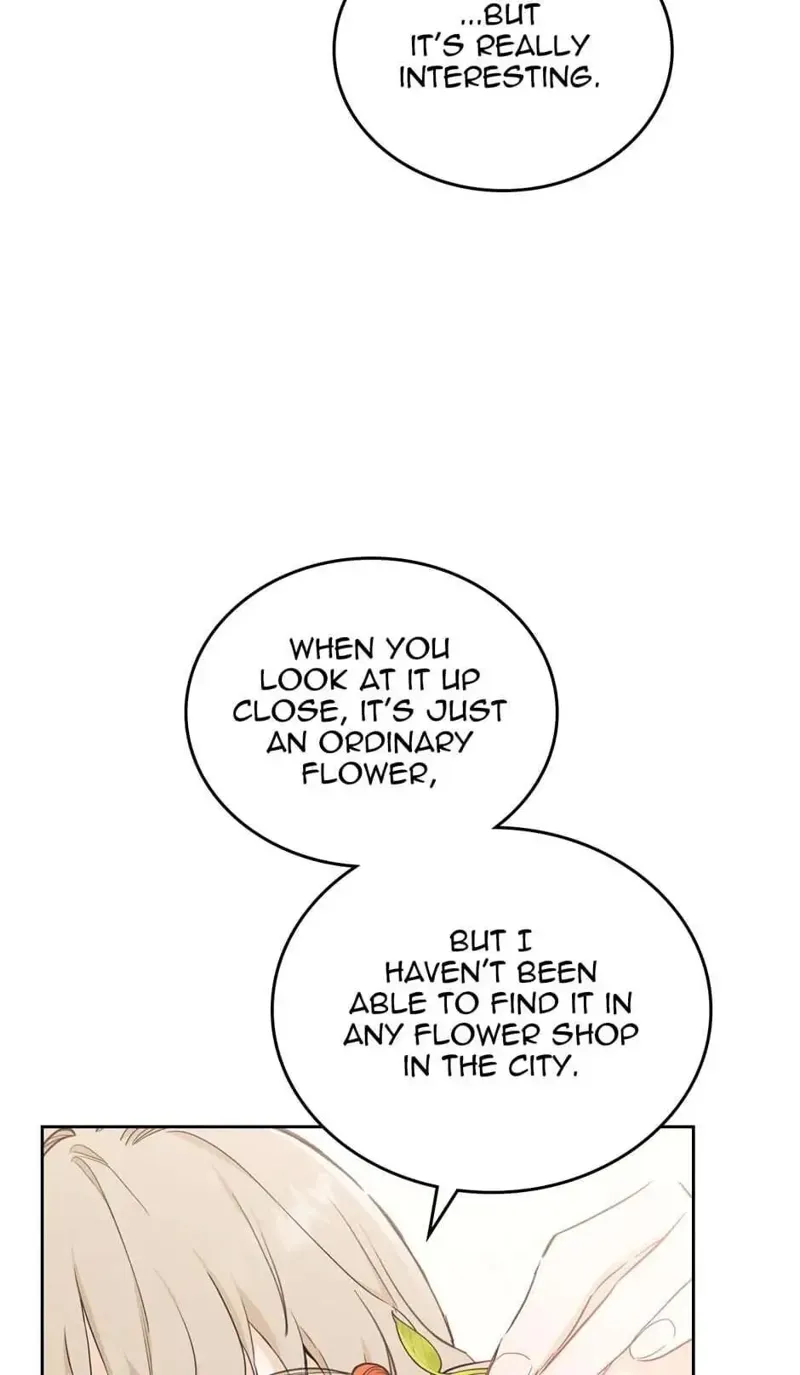 ...BUT
IT'S REALLY
INTERESTING.
WHEN YOU
LOOK AT IT UP
CLOSE, IT'S JUST
AN ORDINARY
FLOWER,
BUT I
HAVEN'T BEEN
ABLE TO FIND IT IN
ANY FLOWER SHOP
IN THE CITY.